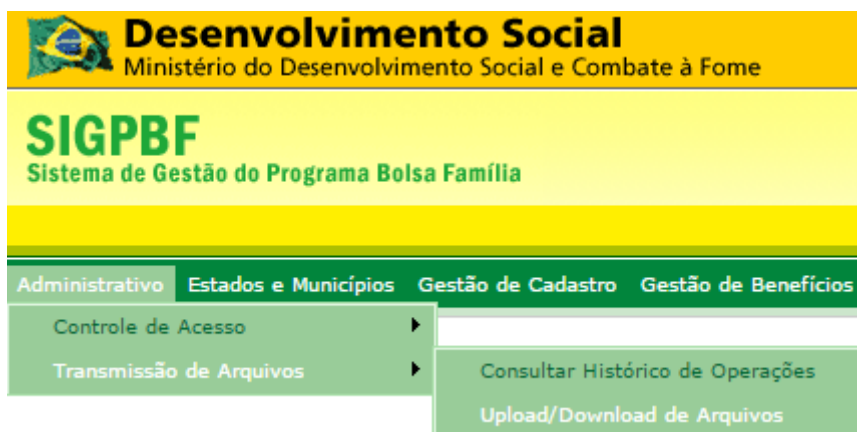 Desenvolvimento Social
Ministério do Desenvolvimento Social e Combate à Fome
SIGPBF
Sistema de Gestão do Programa Bolsa Família
Administrativo Estados e Municípios Gestão de Cadastro Gestão de Benefícios
Controle de Acesso
Transmissão de Arquivos
Consultar Histórico de Operações
Upload/Download de Arquivos